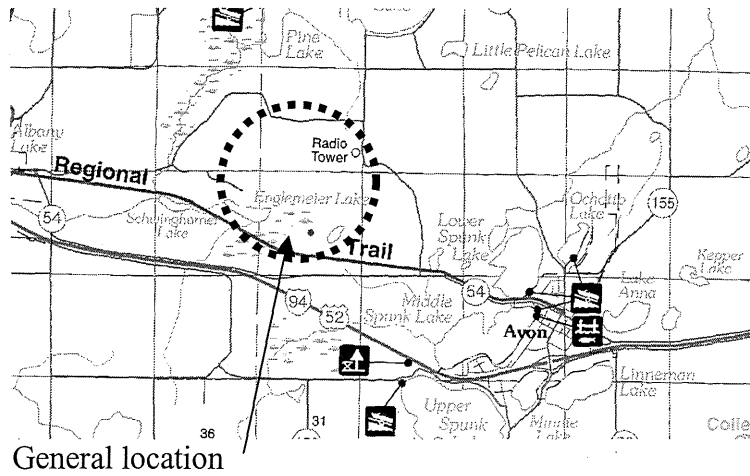 Pine
Lake
Little Pelican Lake
Albany
Lake
Radio
Tower
Regional
Englemeier Lake
Ochotto
Lake
155
54
Schwinghamer
Lake
Lower
Spunk
Lake
Trail
Kepper
Lake
94
54
Lake
Anna
52
Middle
Spunk Lake
Avon
Linneman
Lake
36
31
Upper
Spunk
Minnie
Lake
General location